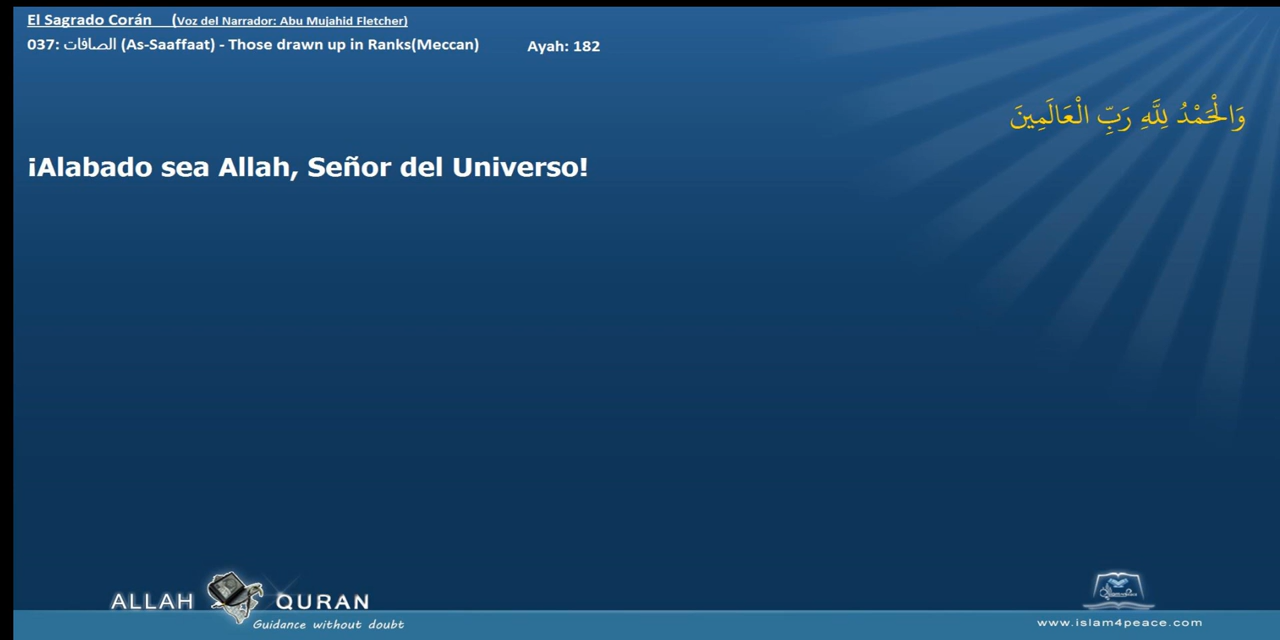 El Sagrado Corán (Voz del Narrador: Abu Mujahid Fletcher)
037: الصافات (As-Saaffaat) - Those drawn up in Ranks(Meccan) Ayah: 182
وَالْحَمْدُ لِلَّهِ رَبِّ الْعَالَمِينَ
¡Alabado sea Allah, Señor del Universo!
ALLAH QURAN
Guidance without doubt
www.islam4peace.com